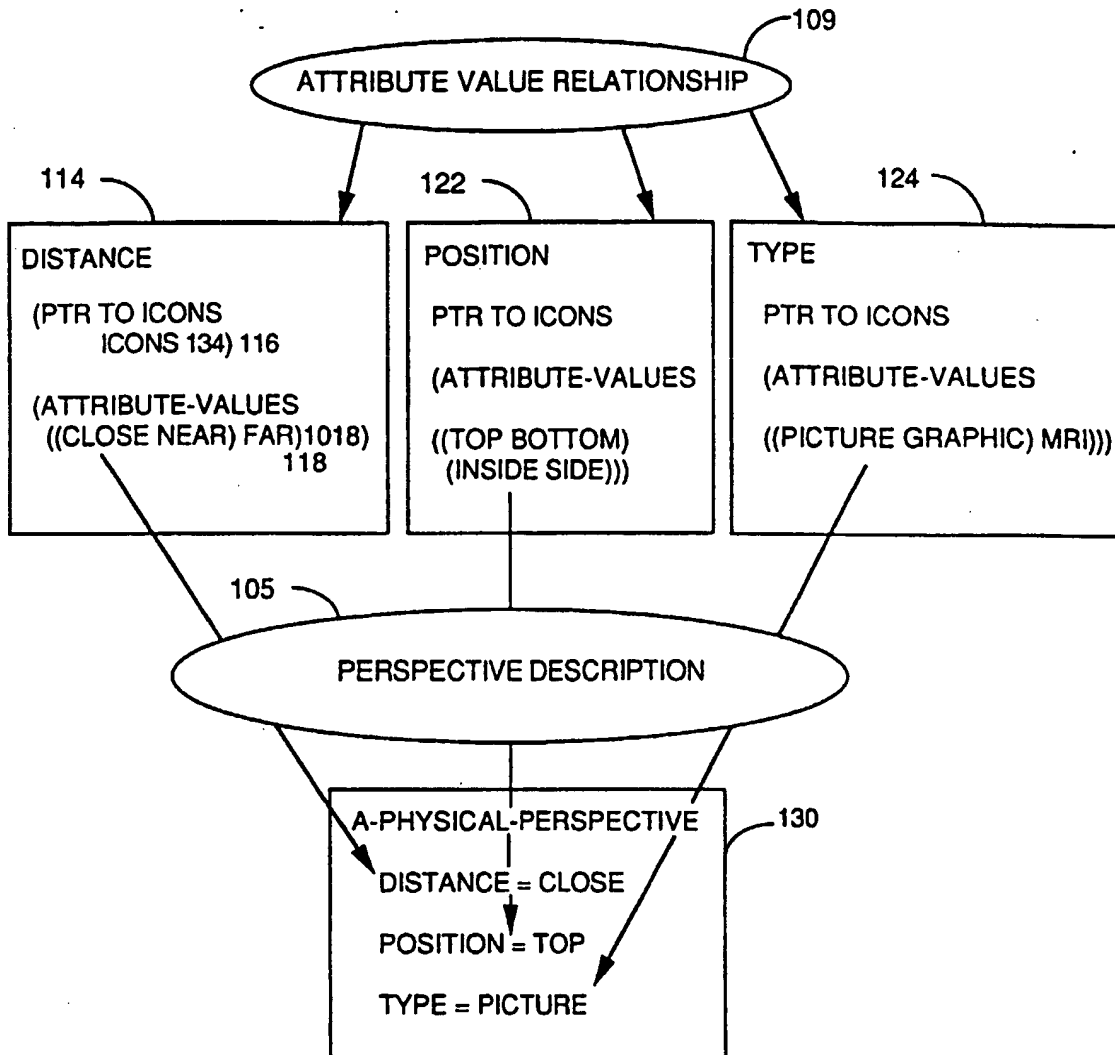 109
ATTRIBUTE VALUE RELATIONSHIP
114
DISTANCE
(PTR TO ICONS
ICONS 134) 116
(ATTRIBUTE-VALUES
((CLOSE NEAR) FAR)1018)
118
122
POSITION
PTR TO ICONS
(ATTRIBUTE-VALUES
((TOP BOTTOM)
(INSIDE SIDE)))
124
TYPE
PTR TO ICONS
(ATTRIBUTE-VALUES
((PICTURE GRAPHIC) MRI)))
105
PERSPECTIVE DESCRIPTION
130
A-PHYSICAL-PERSPECTIVE
DISTANCE = CLOSE
POSITION = TOP
TYPE = PICTURE